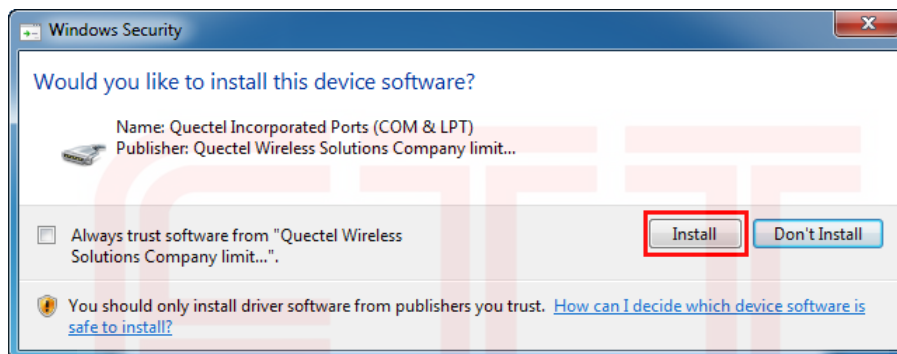 Windows Security
Would you like to install this device software?
Name: Quectel Incorporated Ports (COM & LPT)
Publisher: Quectel Wireless Solutions Company limit...
Always trust software from "Quectel Wireless
Solutions Company limit...".
Install
Don't Install
You should only install driver software from publishers you trust. How can I decide which device software is
safe to install?